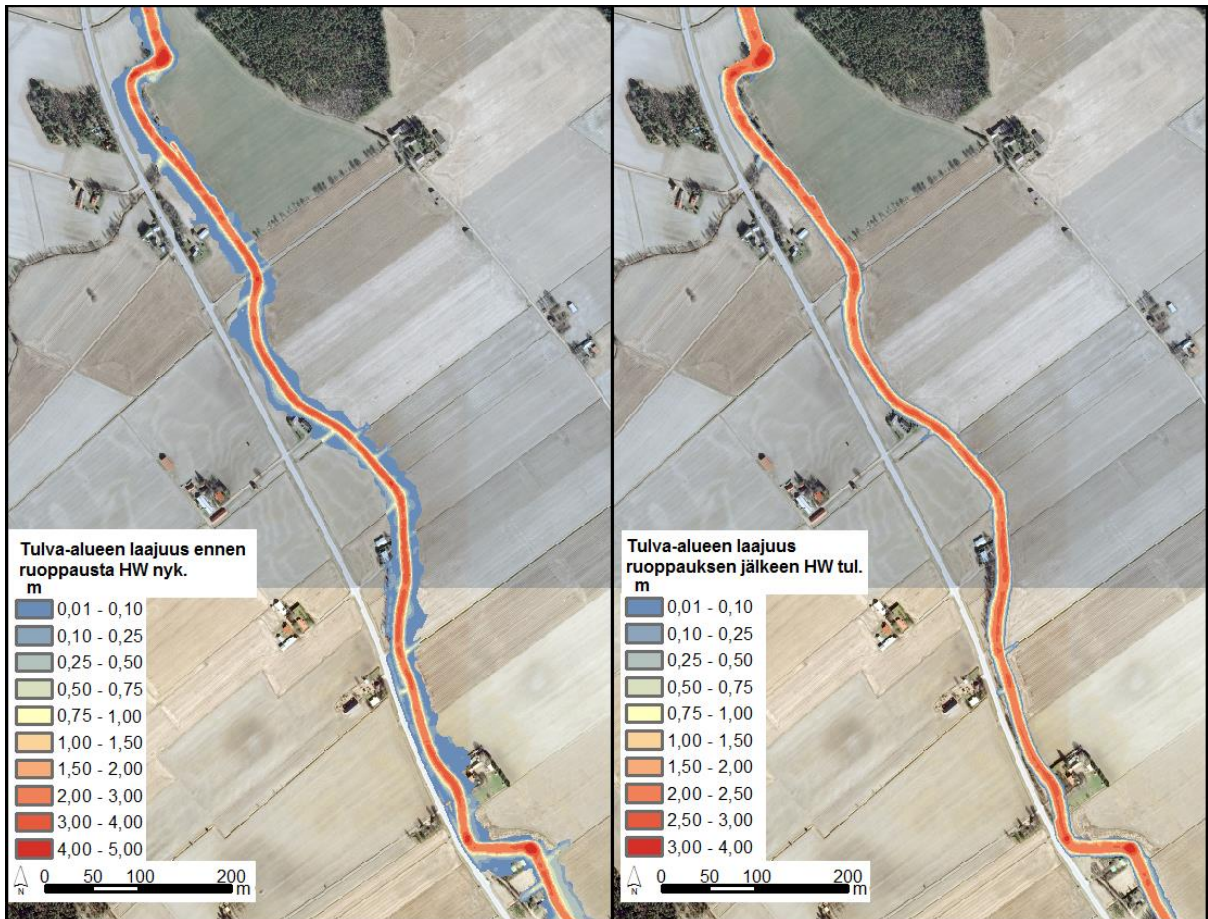 Tulva-alueen laajuus ennen
ruoppausta HW nyk.
m
0,01 - 0,10
0,10 - 0,25
0,25 - 0,50
0,50 - 0,75
0,75 - 1,00
1,00 - 1,50
1,50 - 2,00
2,00 - 3,00
3,00 - 4,00
4,00 - 5,00
N
0 50 100 200
m
Tulva-alueen laajuus
ruoppauksen jälkeen HW tul.
m
0,01 - 0,10
0,10 - 0,25
0,25 - 0,50
0,50 - 0,75
0,75 - 1,00
1,00 - 1,50
1,50 - 2,00
2,00 - 2,50
2,50 - 3,00
3,00 - 4,00
N
0 50 100 200
m